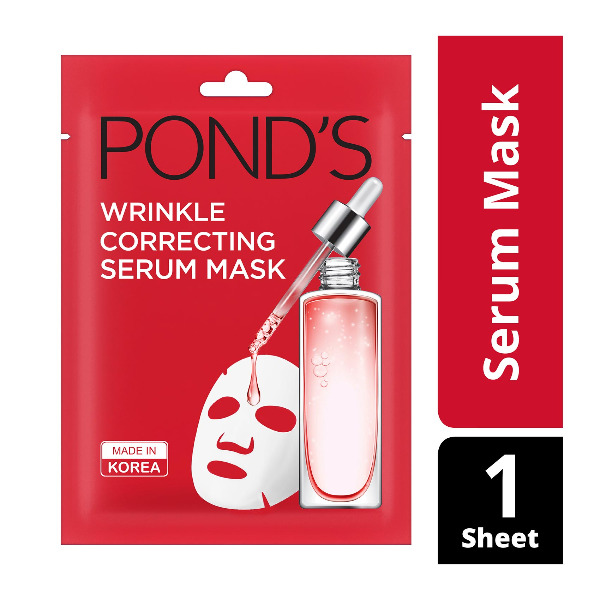 POND'S
WRINKLE
CORRECTING
SERUM MASK
MADE IN
KOREA
Serum Mask
1
Sheet